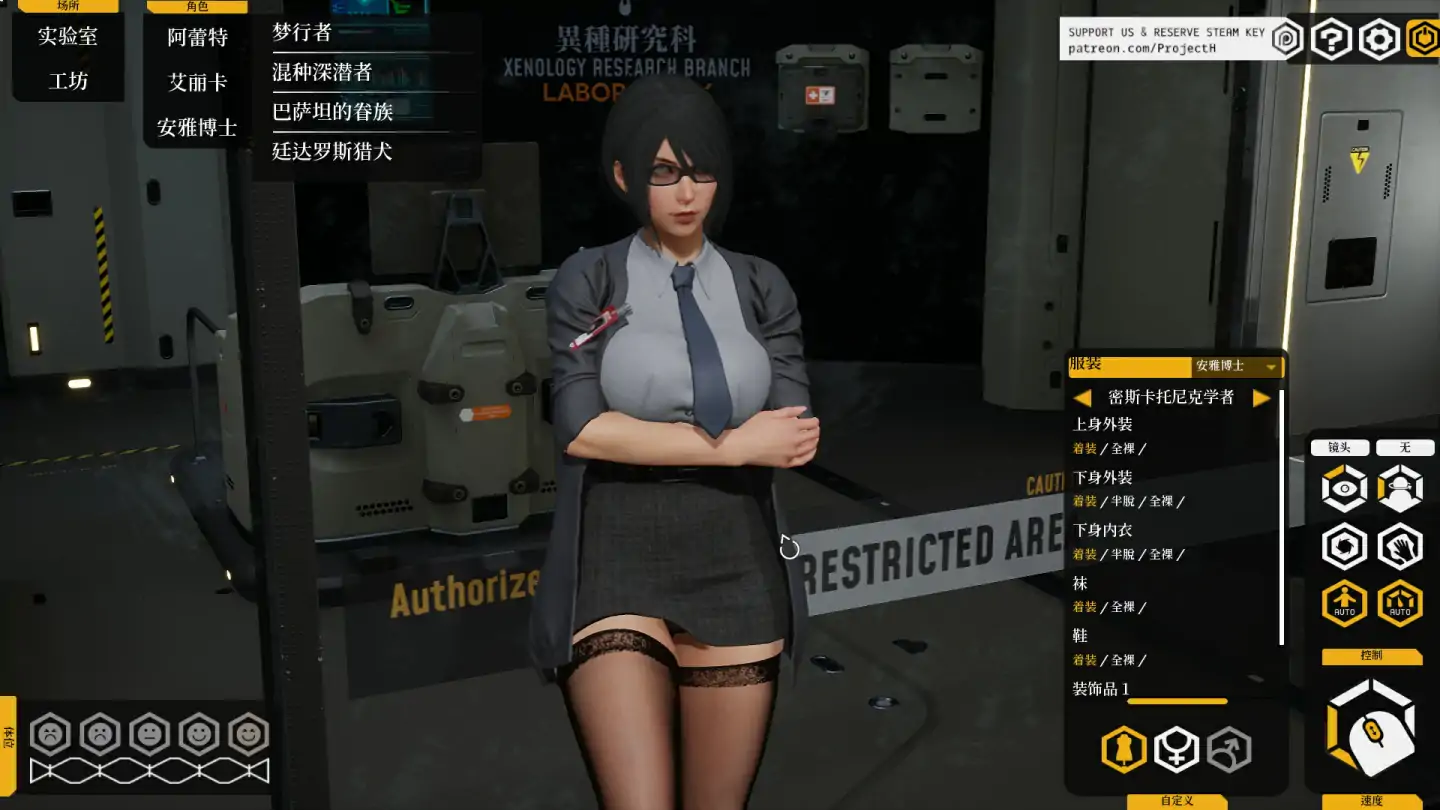 场所
实验室
工坊
角色
阿蕾特
艾丽卡
安雅博士
梦行者
混种深潜者
巴萨坦的眷族
廷达罗斯猎犬
異種研究科
XENOLOGY RESEARCH BRANCH
SUPPORT US & RESERVE STEAM KEY
patreon.com/ProjectH
服装
安雅博士
密斯卡托尼克学者
上身外装
着装/全裸/
下身外装
着装/半脱/全裸/
下身内衣
着装/半脱/全裸/
袜
着装/全裸/
鞋
着装/全裸/
装饰品 1
自定义
镜头
无
AUTO
AUTO
控制
速度
体位
RESTRICTED ARE